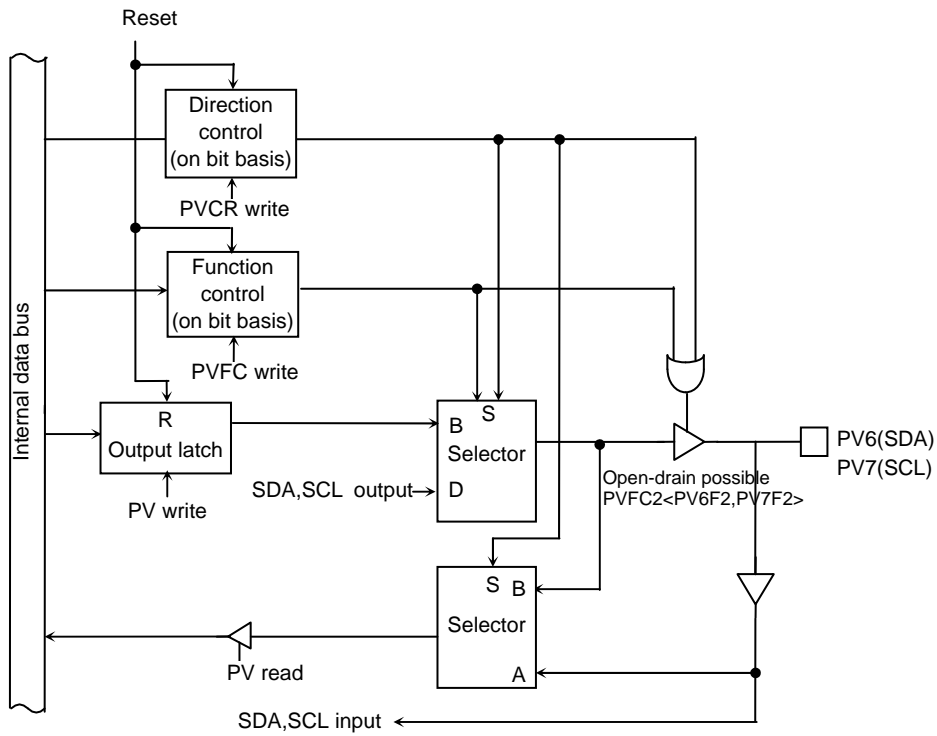 Reset
Direction
control
(on bit basis)
PVCR write
Function
control
(on bit basis)
PVFC write
Internal data bus
R
Output latch
PV write
B
S
Selector
D
SDA,SCL output
PV6(SDA)
PV7(SCL)
Open-drain possible
PVFC2<PV6F2,PV7F2>
S
B
Selector
A
PV read
SDA,SCL input